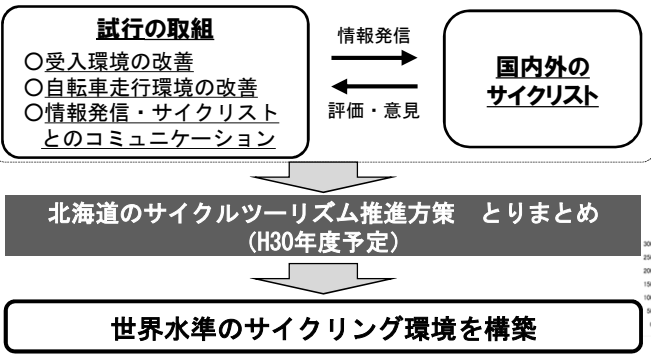 試行の取組
○受入環境の改善
○自転車走行環境の改善
○情報発信・サイクリスト
とのコミュニケーション
情報発信
評価・意見
国内外の
サイクリスト
北海道のサイクルツーリズム推進方策　とりまとめ
(H30年度予定)
世界水準のサイクリング環境を構築